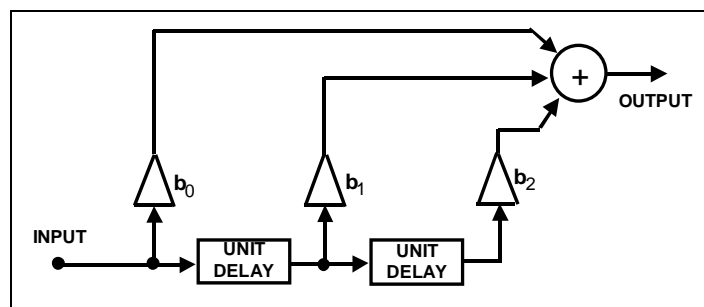 +
OUTPUT
b0
b1
b2
INPUT
UNIT
DELAY
UNIT
DELAY